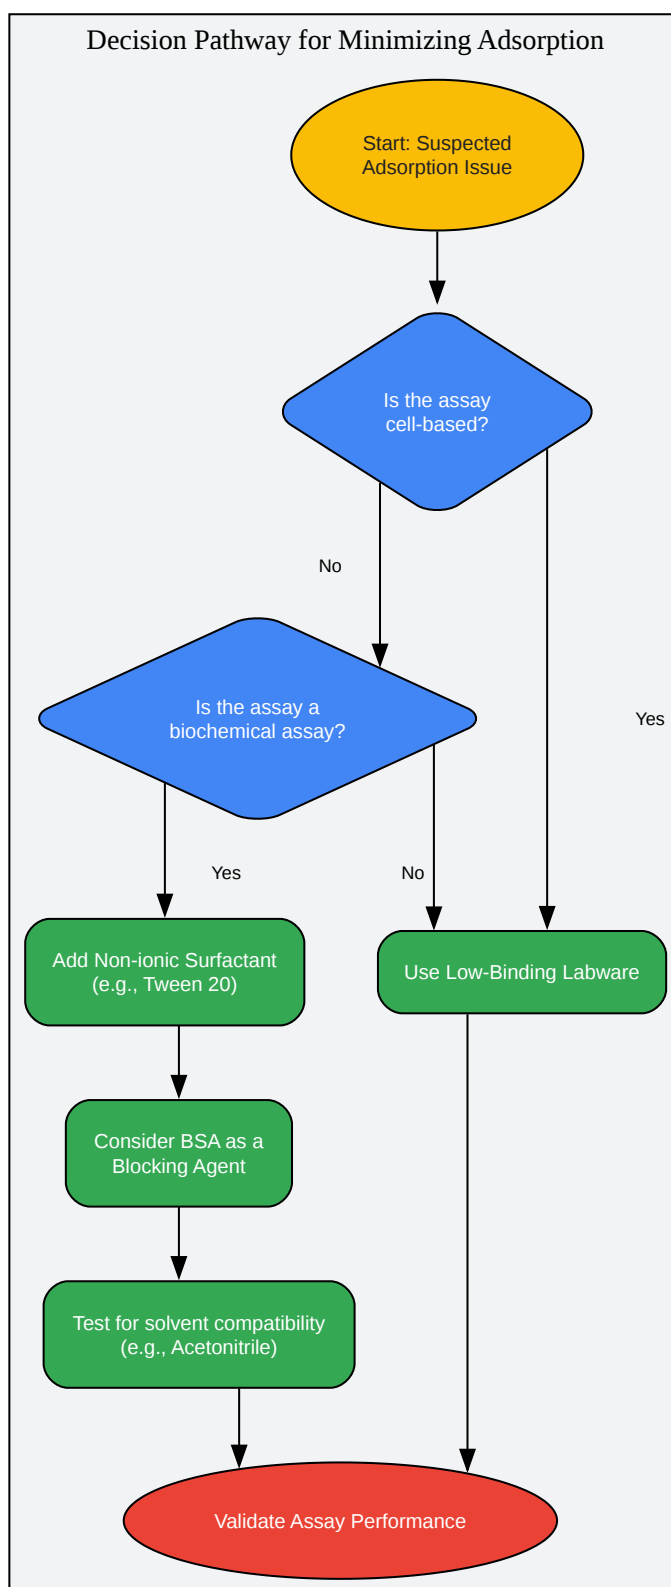 Decision Pathway for Minimizing Adsorption
Start: Suspected
Adsorption Issue
Is the assay
cell-based?
No
Yes
Is the assay a
biochemical assay?
Yes
No
Add Non-ionic Surfactant
(e.g., Tween 20)
Use Low-Binding Labware
Consider BSA as a
Blocking Agent
Test for solvent compatibility
(e.g., Acetonitrile)
Validate Assay Performance